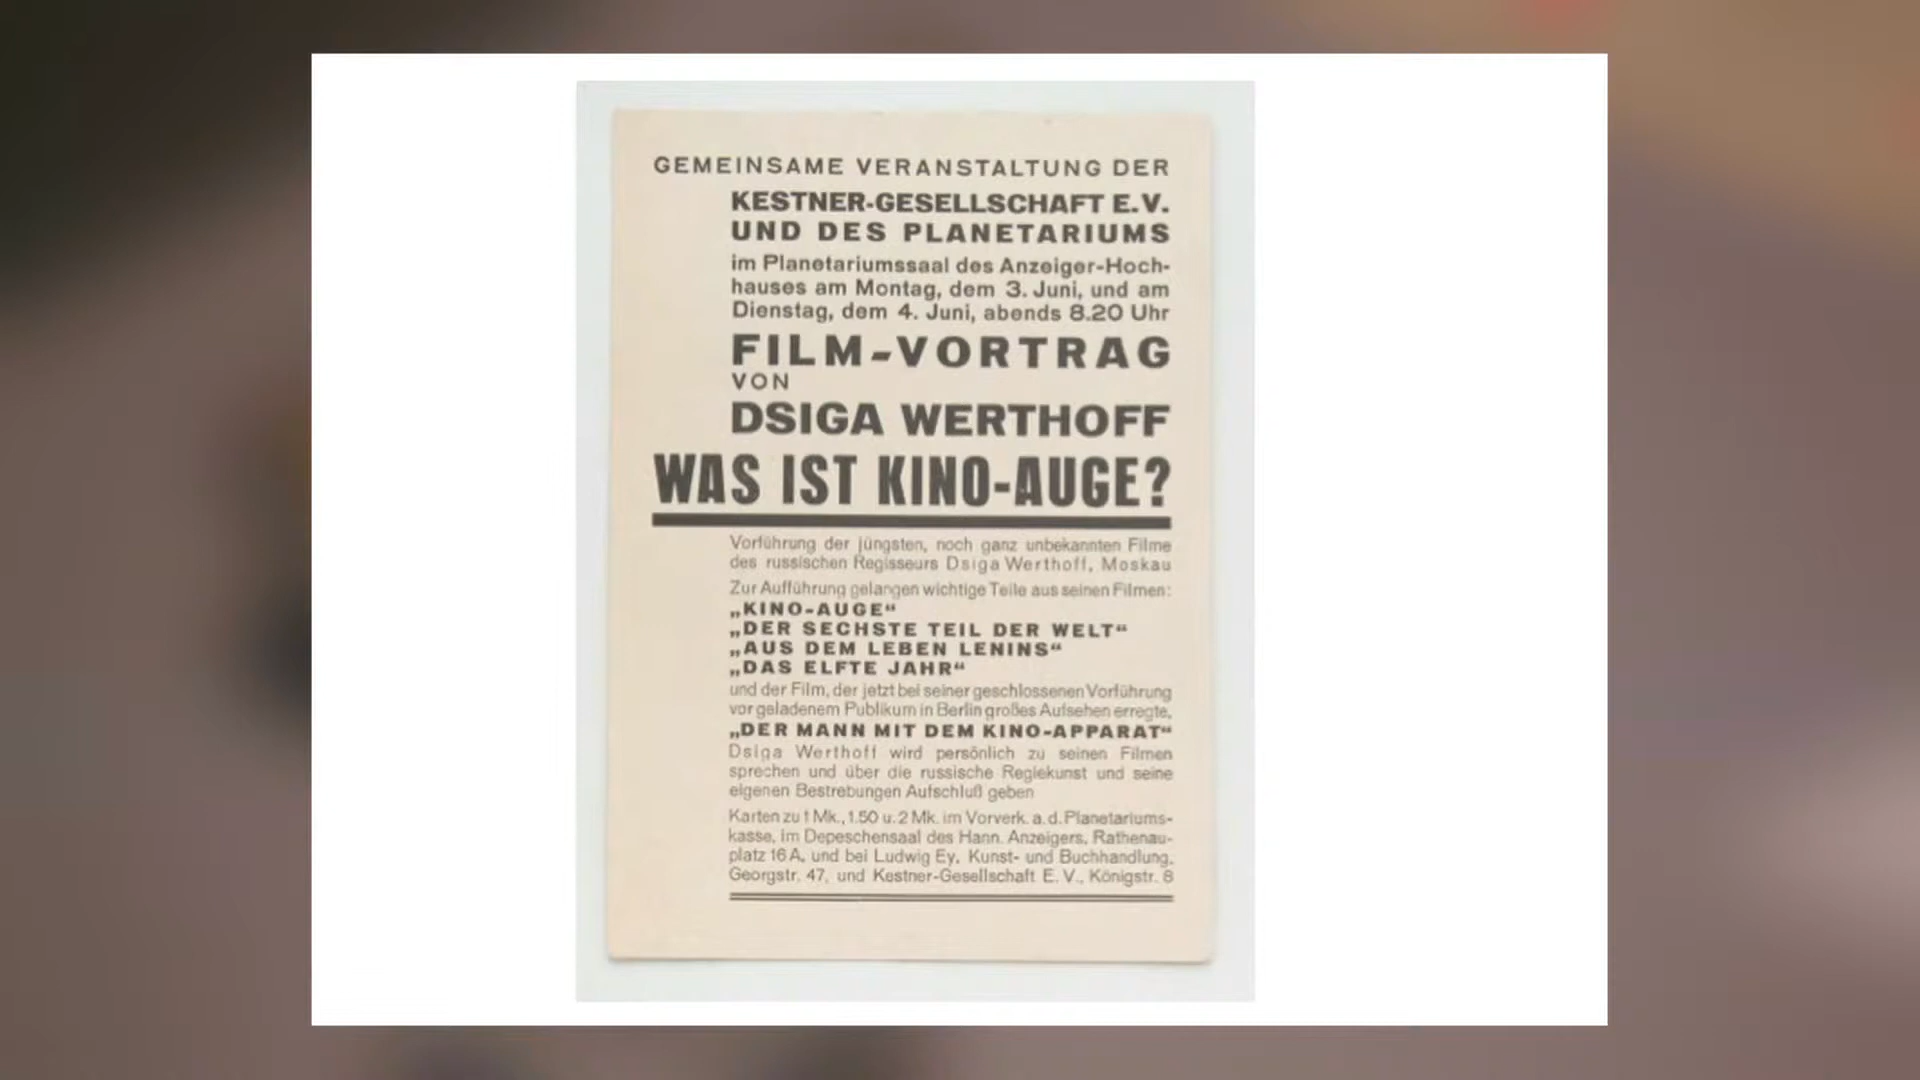 GEMEINSAME VERANSTALTUNG DER
KESTNER-GESELLSCHAFT E.V.
UND DES PLANETARIUMS
im Planetariumssaal des Anzeiger-Hoch-
hauses am Montag, dem 3. Juni, und am
Dienstag, dem 4. Juni, abends 8.20 Uhr
FILM-VORTRAG
VON
DSIGA WERTHOFF
WAS IST KINO-AUGE?
Vorführung der jüngsten, noch ganz unbekannten Filme
des russischen Regisseurs Dsiga Werthoff, Moskau
Zur Aufführung gelangen wichtige Teile aus seinen Filmen:
„KINO-AUGE“
„DER SECHSTE TEIL DER WELT“
„AUS DEM LEBEN LENINS“
„DAS ELFTE JAHR“
und der Film, der jetzt bei seiner geschlossenen Vorführung
vor geladenem Publikum in Berlin großes Aufsehen erregte,
„DER MANN MIT DEM KINO-APPARAT“
Dsiga Werthoff wird persönlich zu seinen Filmen
sprechen und über die russische Regiekunst und seine
eigenen Bestrebungen Aufschluß geben
Karten zu 1 Mk., 1.50 u. 2 Mk. im Vorverk. a. d. Planetariums-
kasse, im Depeschensaal des Hann. Anzeigers, Rathenau-
platz 16 A, und bei Ludwig Ey, Kunst- und Buchhandlung,
Georgstr. 47, und Kestner-Gesellschaft E. V., Königstr. 8